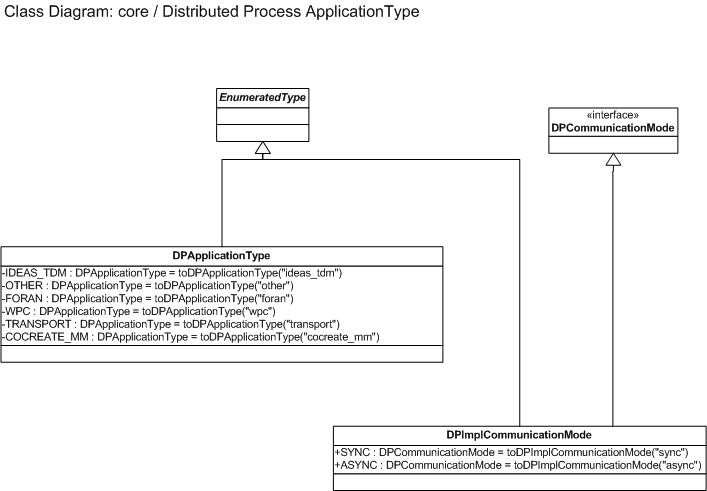 Class Diagram: core / Distributed Process ApplicationType
EnumeratedType
«interface»
DPCommunicationMode
DPApplicationType
-IDEAS_TDM : DPApplicationType = toDPApplicationType("ideas_tdm")
-OTHER : DPApplicationType = toDPApplicationType("other")
-FORAN : DPApplicationType = toDPApplicationType("foran")
-WPC : DPApplicationType = toDPApplicationType("wpc")
-TRANSPORT : DPApplicationType = toDPApplicationType("transport")
-COCREATE_MM : DPApplicationType = toDPApplicationType("cocreate_mm")
DPImplCommunicationMode
+SYNC : DPCommunicationMode = toDPImplCommunicationMode("sync")
+ASYNC : DPCommunicationMode = toDPImplCommunicationMode("async")